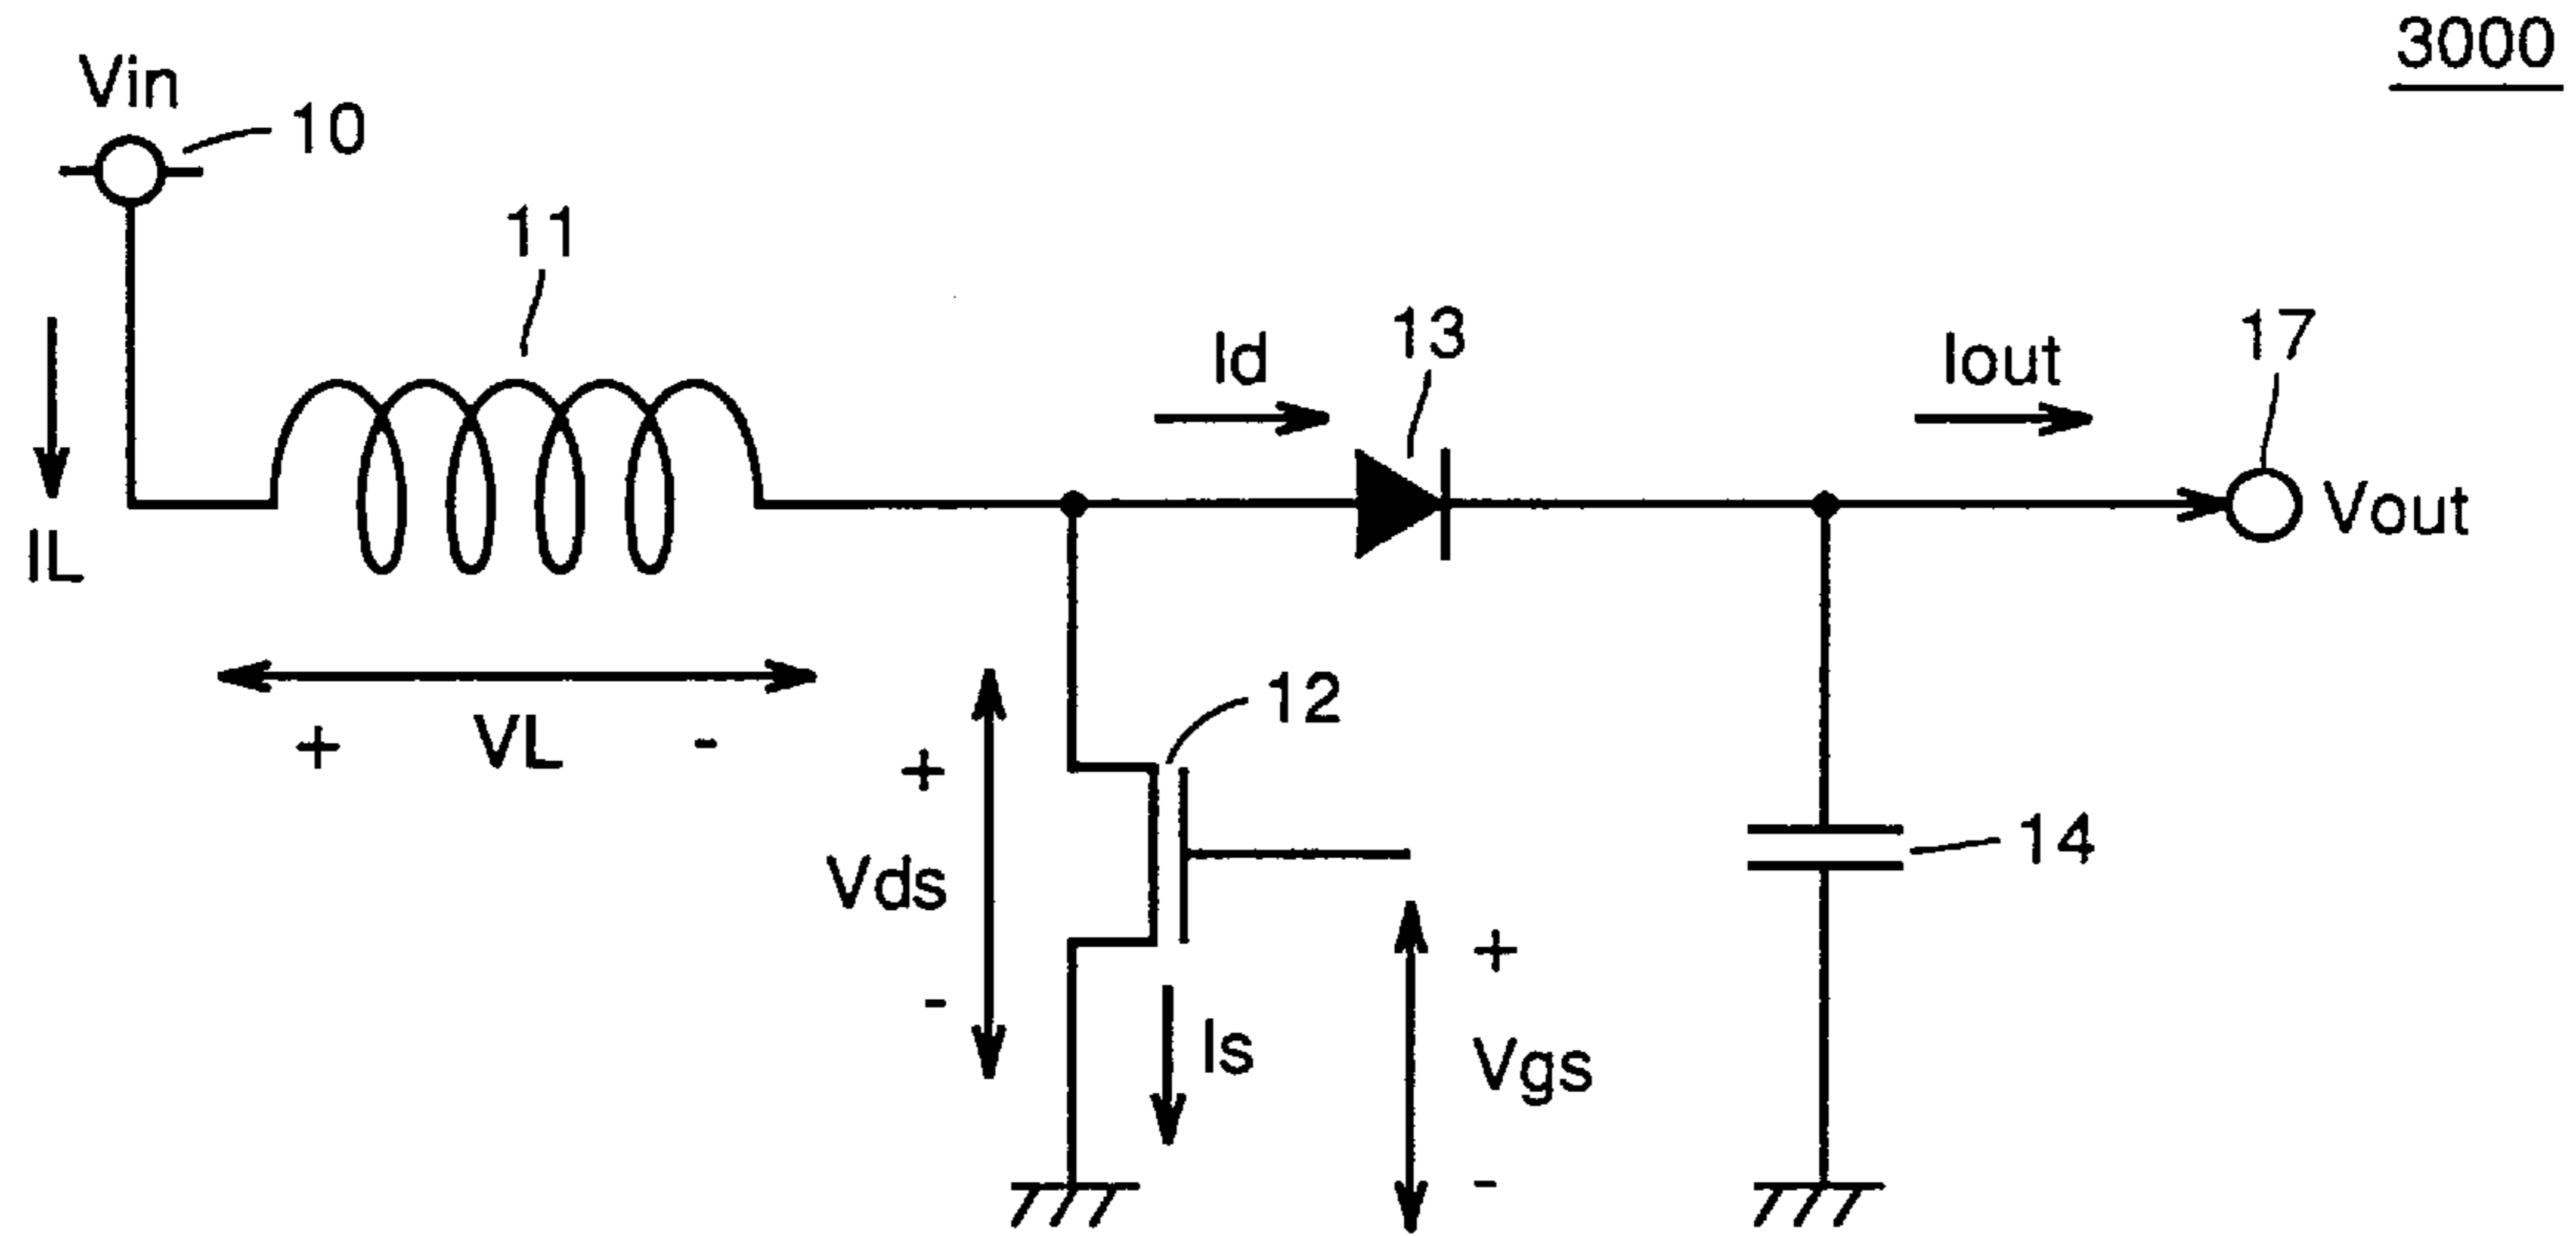 3000
Vin
10
11
Id
13
Iout
17
Vout
IL
+ VL -
12
+
Vds
-
14
Is
+
Vgs
-